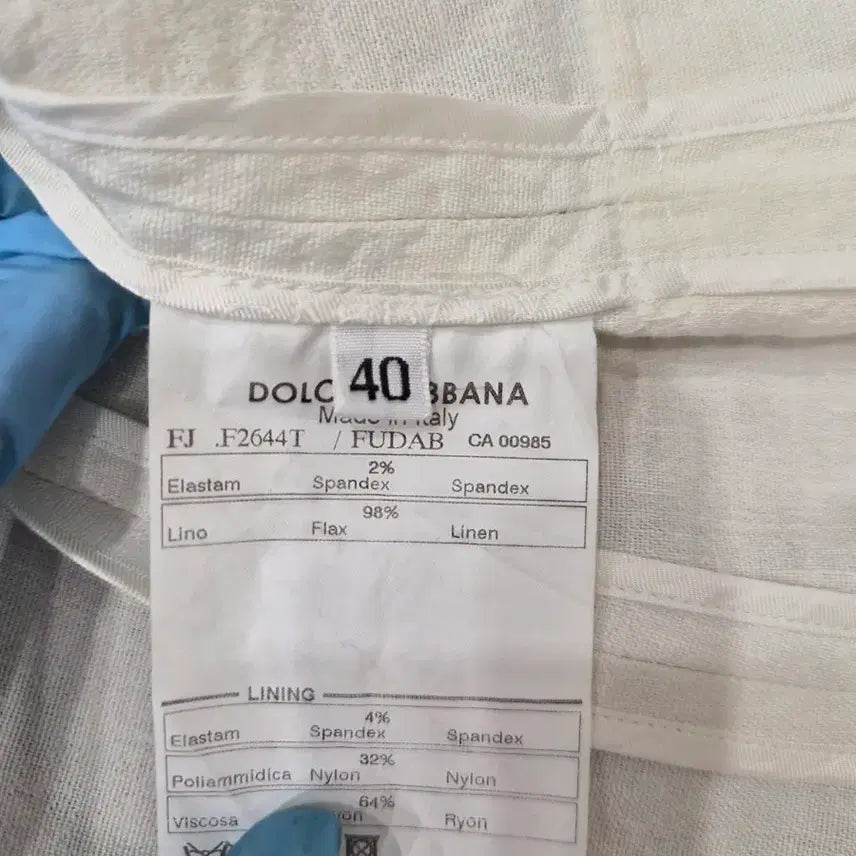 40
DOLC BBANA
Made in Italy
FJ .F2644T / FUDAB CA 00985
2%
Elastam Spandex Spandex
98%
Lino Flax Linen
LINING
4%
Elastam Spandex Spandex
32%
Poliammidica Nylon Nylon
64%
Viscosa Ryon